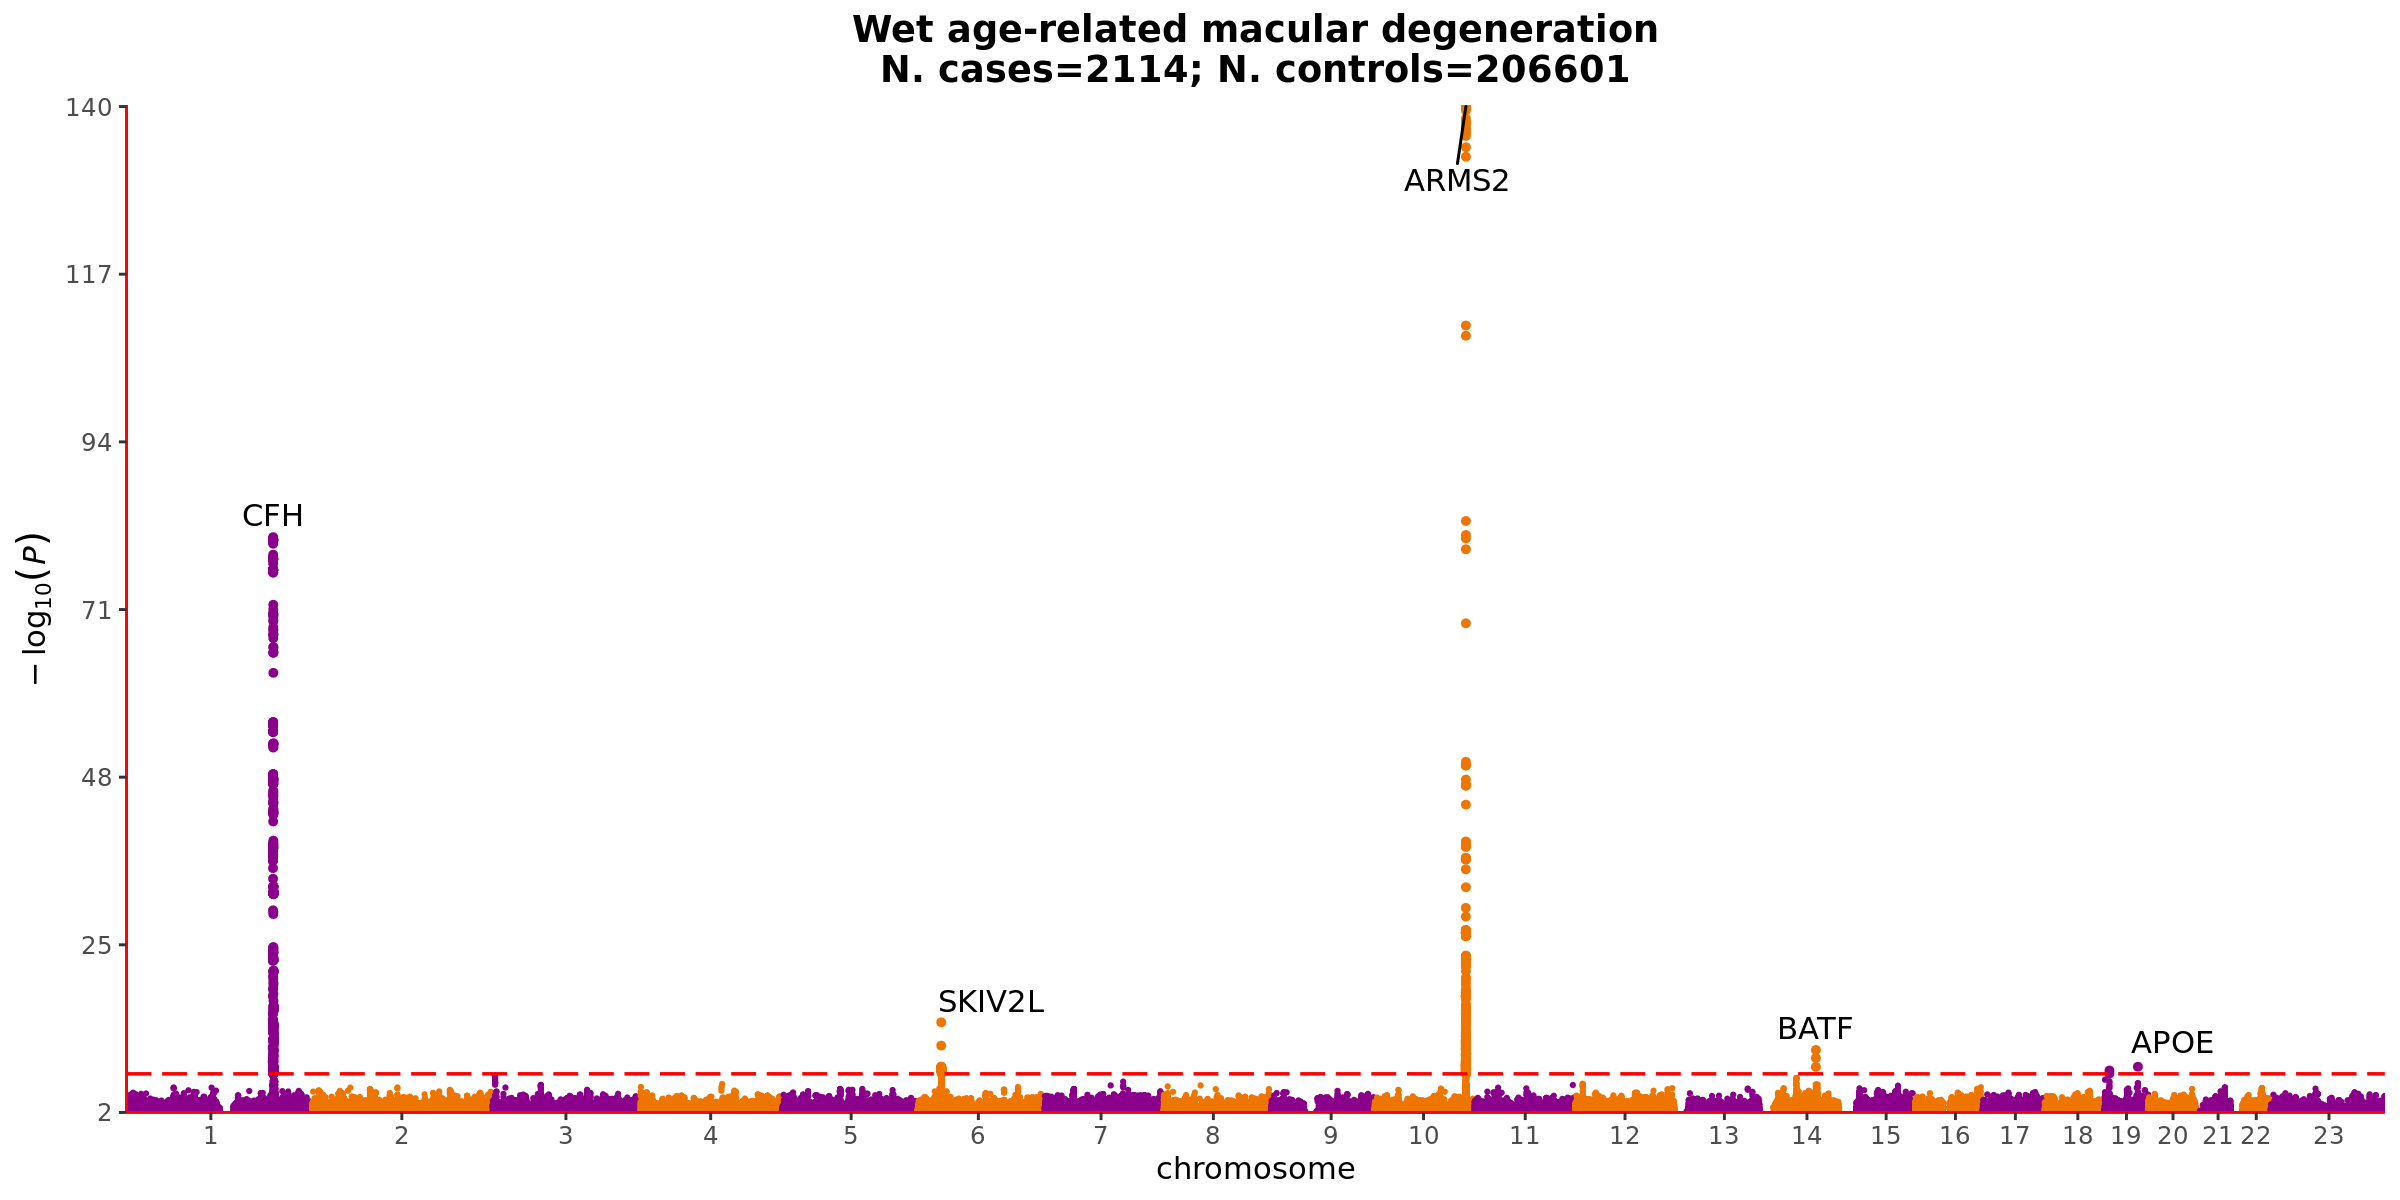 Wet age-related macular degeneration
N. cases=2114; N. controls=206601
140
117
94
71
48
25
2
−log₁₀(P)
ARMS2
CFH
SKIV2L
BATF
APOE
1 2 3 4 5 6 7 8 9 10 11 12 13 14 15 16 17 18 19 20 21 22 23
chromosome